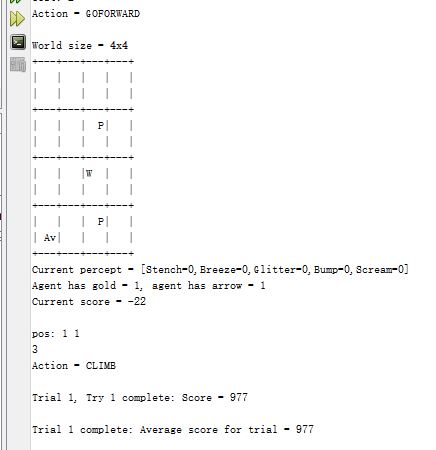 Action = GOFORWARD
World size = 4x4
+---+---+---+---+
|   |   |   |   |
|   |   |   |   |
+---+---+---+---+
|   |   |  P|   |
|   |   |   |   |
+---+---+---+---+
|   |   |W  |   |
|   |   |   |   |
+---+---+---+---+
|   |   |  P|   |
| Av|   |   |   |
+---+---+---+---+
Current percept = [Stench=0,Breeze=0,Glitter=0,Bump=0,Scream=0]
Agent has gold = 1, agent has arrow = 1
Current score = -22
pos: 1 1
3
Action = CLIMB
Trial 1, Try 1 complete: Score = 977
Trial 1 complete: Average score for trial = 977